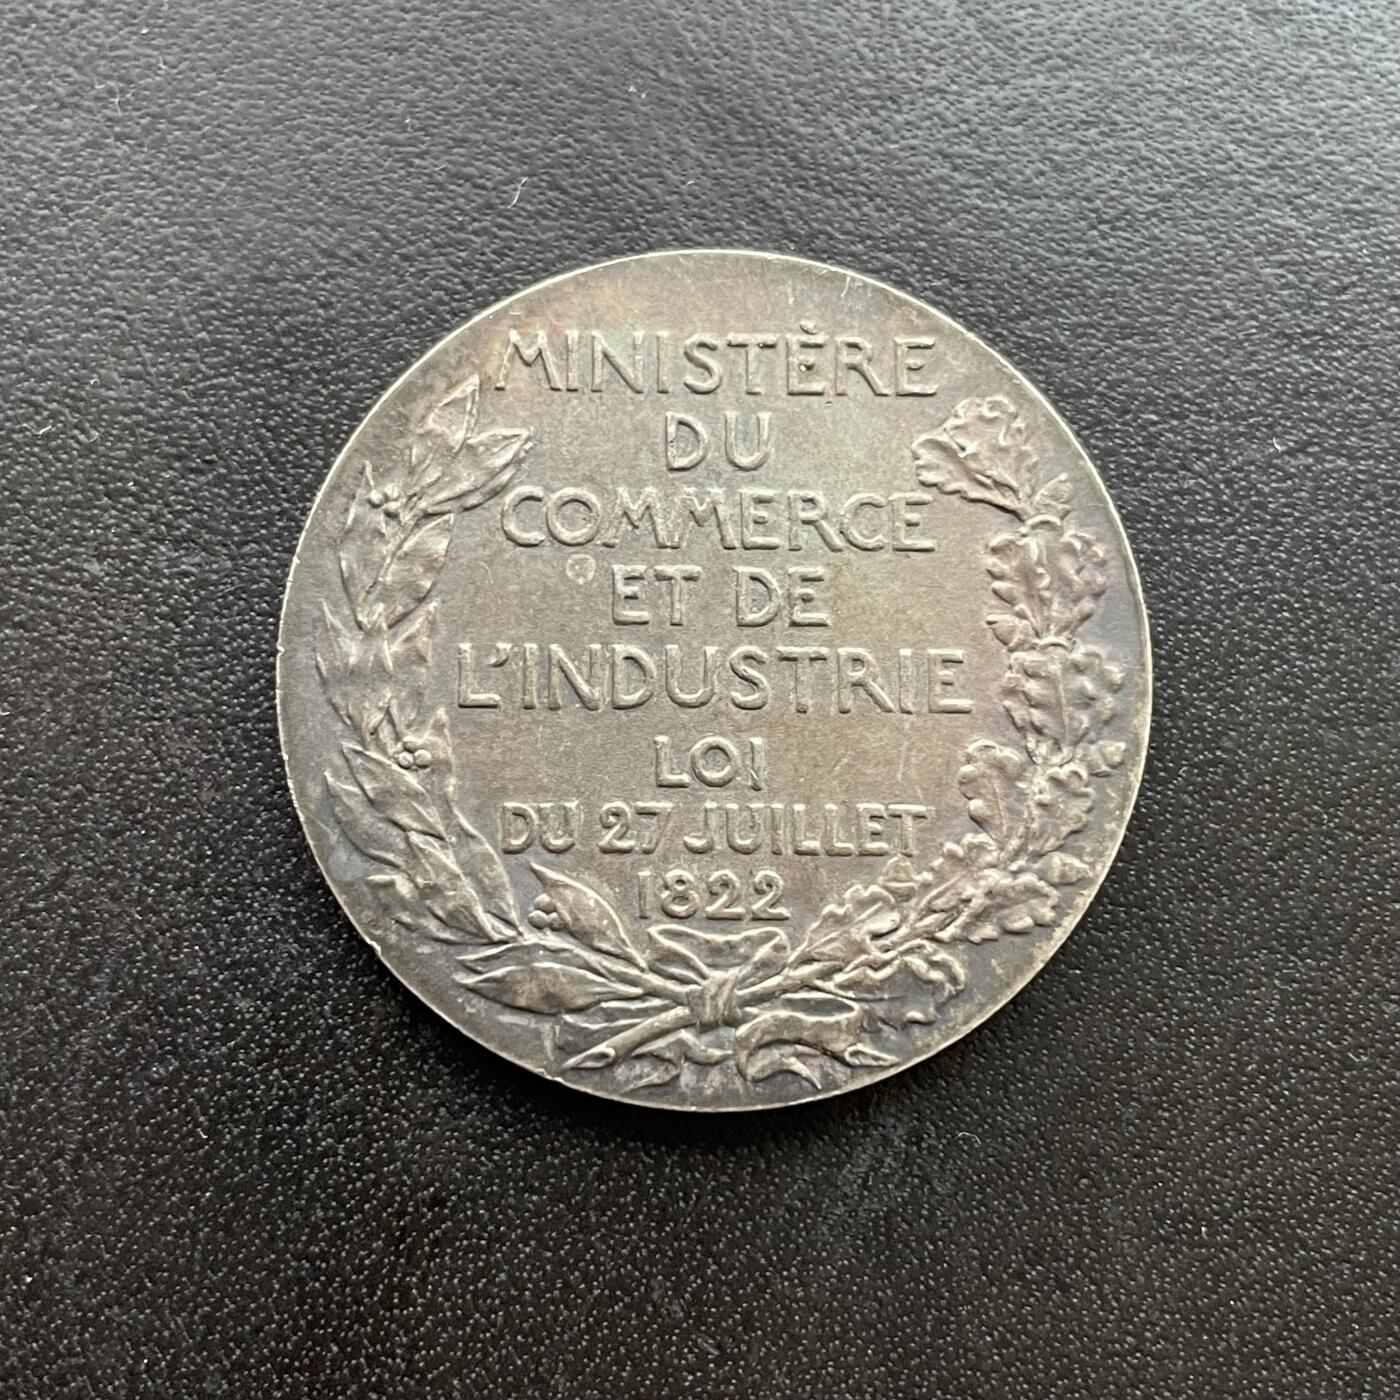 MINISTÈRE
DU
COMMERCE
ET DE
L'INDUSTRIE
LOI
DU 27 JUILLET
1822